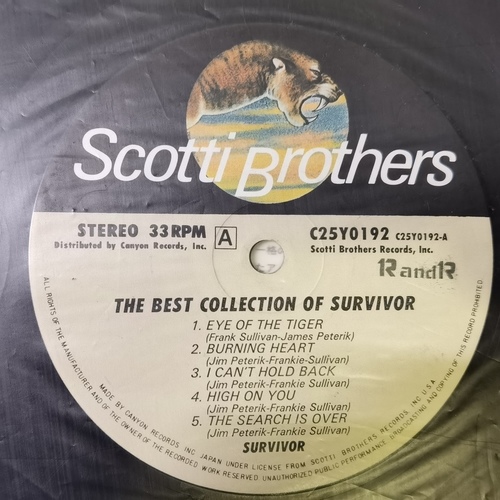 Scotti Brothers
STEREO 33 RPM
Distributed by Canyon Records, Inc.
A
C25Y0192 C25Y0192-A
Scotti Brothers Records, Inc.
R and R
THE BEST COLLECTION OF SURVIVOR
1. EYE OF THE TIGER
(Frank Sullivan-James Peterik)
2. BURNING HEART
(Jim Peterik-Frankie-Sullivan)
3. I CAN'T HOLD BACK
(Jim Peterik-Frankie Sullivan)
4. HIGH ON YOU
(Jim Peterik-Frankie Sullivan)
5. THE SEARCH IS OVER
(Jim Peterik-Frankie Sullivan)
SURVIVOR
ALL RIGHTS OF THE MANUFACTURER AND OF THE OWNER OF THE RECORDED WORK RESERVED UNAUTHORIZED PUBLIC PERFORMANCE, BROADCASTING AND COPYING OF THIS RECORD PROHIBITED.
MADE BY CANYON RECORDS INC JAPAN UNDER LICENSE FROM SCOTTI BROTHERS RECORDS, INC U.S.A.